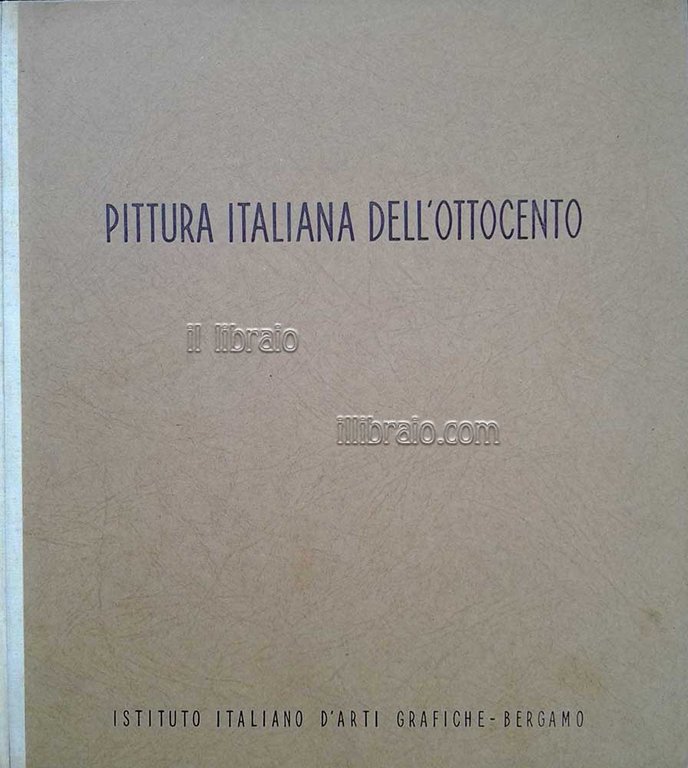 PITTURA ITALIANA DELL'OTTOCENTO
il libraio
illibraio.com
ISTITUTO ITALIANO D'ARTI GRAFICHE-BERGAMO